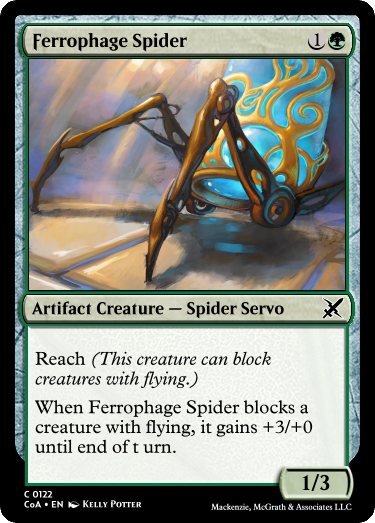 Ferrophage Spider 1
Artifact Creature — Spider Servo
Reach (This creature can block
creatures with flying.)
When Ferrophage Spider blocks a
creature with flying, it gains +3/+0
until end of t urn.
1/3
C 0122
CoA • EN Kelly Potter
Mackenzie, McGrath & Associates LLC